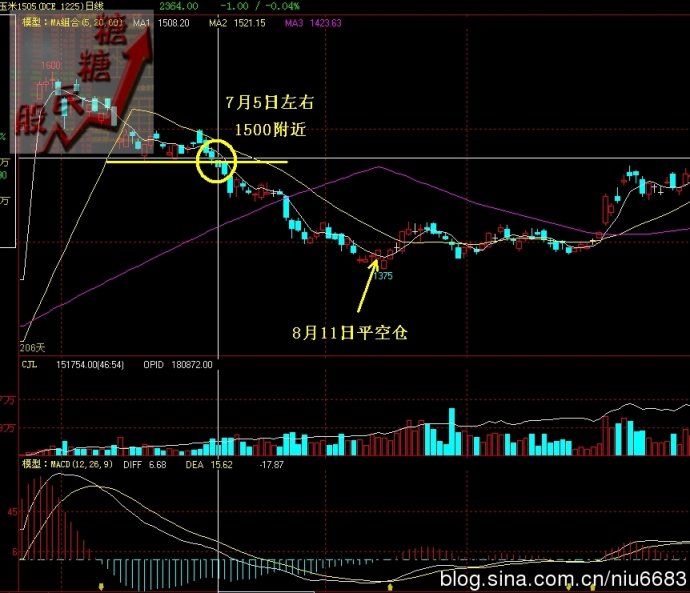 玉米1505(DCE 1225)日线 2364.00 -1.00 / -0.04%
模型:MA组合(5,20,60) MA1 1508.20 MA2 1521.15 MA3 1423.63
糖
糖
股民
1600
7月5日左右
1500附近
%
万
80
万
1375
8月11日平空仓
206天
CJL 151754.00(46:54) OPID 180872.00
7万
3万
模型:MACD(12,26,9) DIFF 6.68 DEA 15.62 -17.87
45
6
blog.sina.com.cn/niu6683